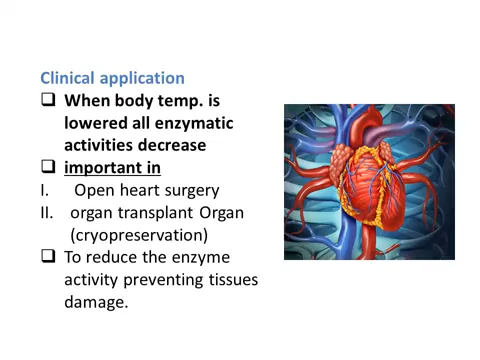 Clinical application
❑ When body temp. is
lowered all enzymatic
activities decrease
❑ important in
I. Open heart surgery
II. organ transplant Organ
(cryopreservation)
❑ To reduce the enzyme
activity preventing tissues
damage.